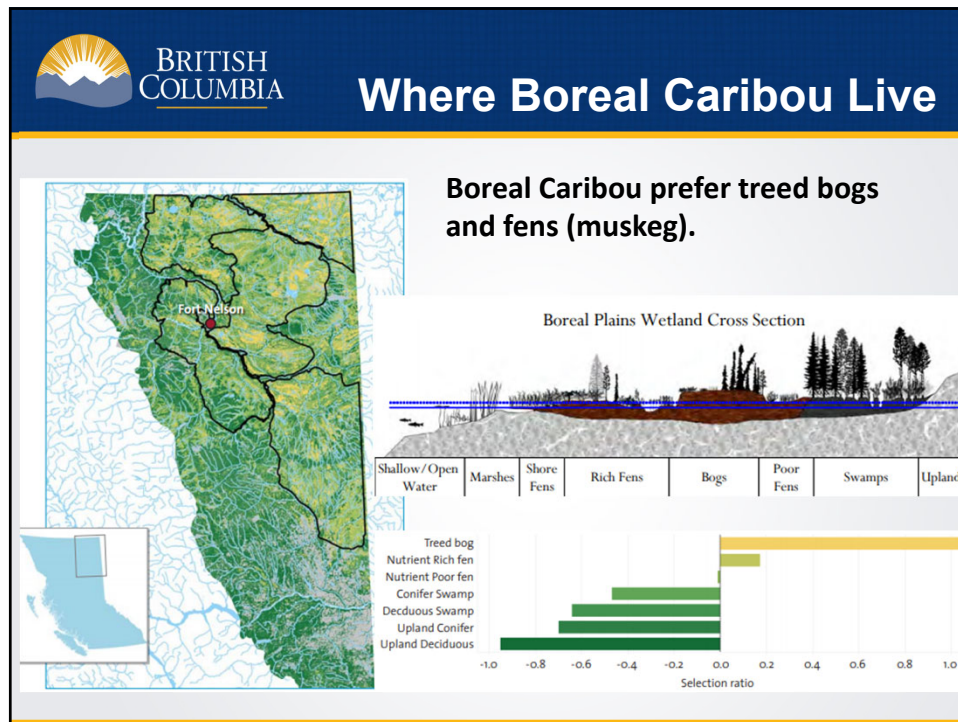 BRITISH
COLUMBIA
Where Boreal Caribou Live
Boreal Caribou prefer treed bogs
and fens (muskeg).
Fort Nelson
Boreal Plains Wetland Cross Section
Shallow/Open
Water
Marshes
Shore
Fens
Rich Fens
Bogs
Poor
Fens
Swamps
Upland
Treed bog
Nutrient Rich fen
Nutrient Poor fen
Conifer Swamp
Decduous Swamp
Upland Conifer
Upland Deciduous
-1.0 -0.8 -0.6 -0.4 -0.2 0.0 0.2 0.4 0.6 0.8 1.0
Selection ratio